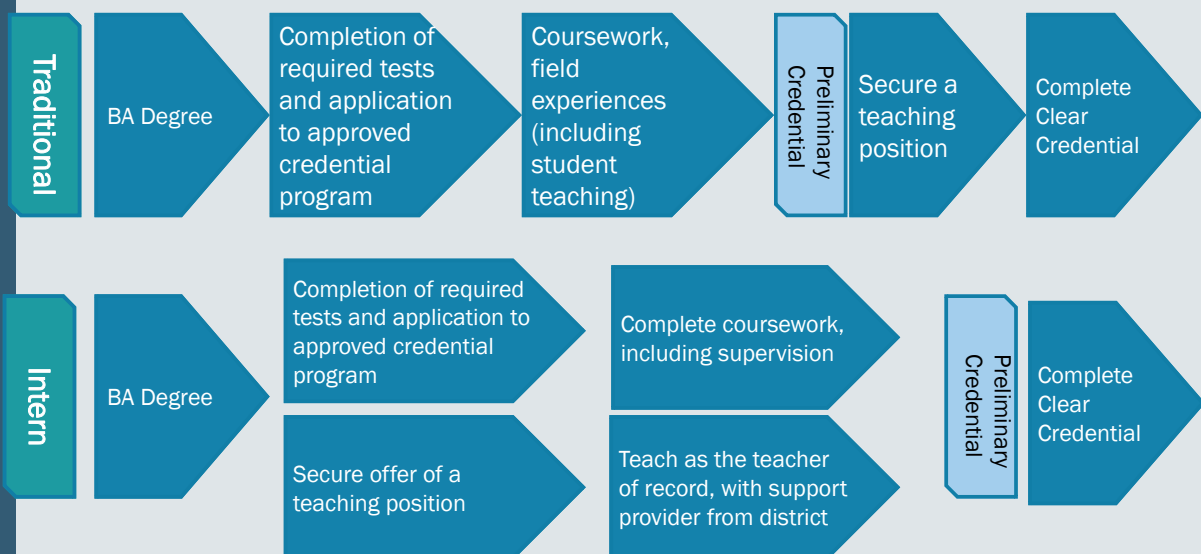 Traditional
BA Degree
Completion of
required tests
and application
to approved
credential
program
Coursework,
field
experiences
(including
student
teaching)
Preliminary
Credential
Secure a
teaching
position
Complete
Clear
Credential
Intern
BA Degree
Completion of required
tests and application to
approved credential
program
Secure offer of a
teaching position
Complete coursework,
including supervision
Teach as the teacher
of record, with support
provider from district
Preliminary
Credential
Complete
Clear
Credential